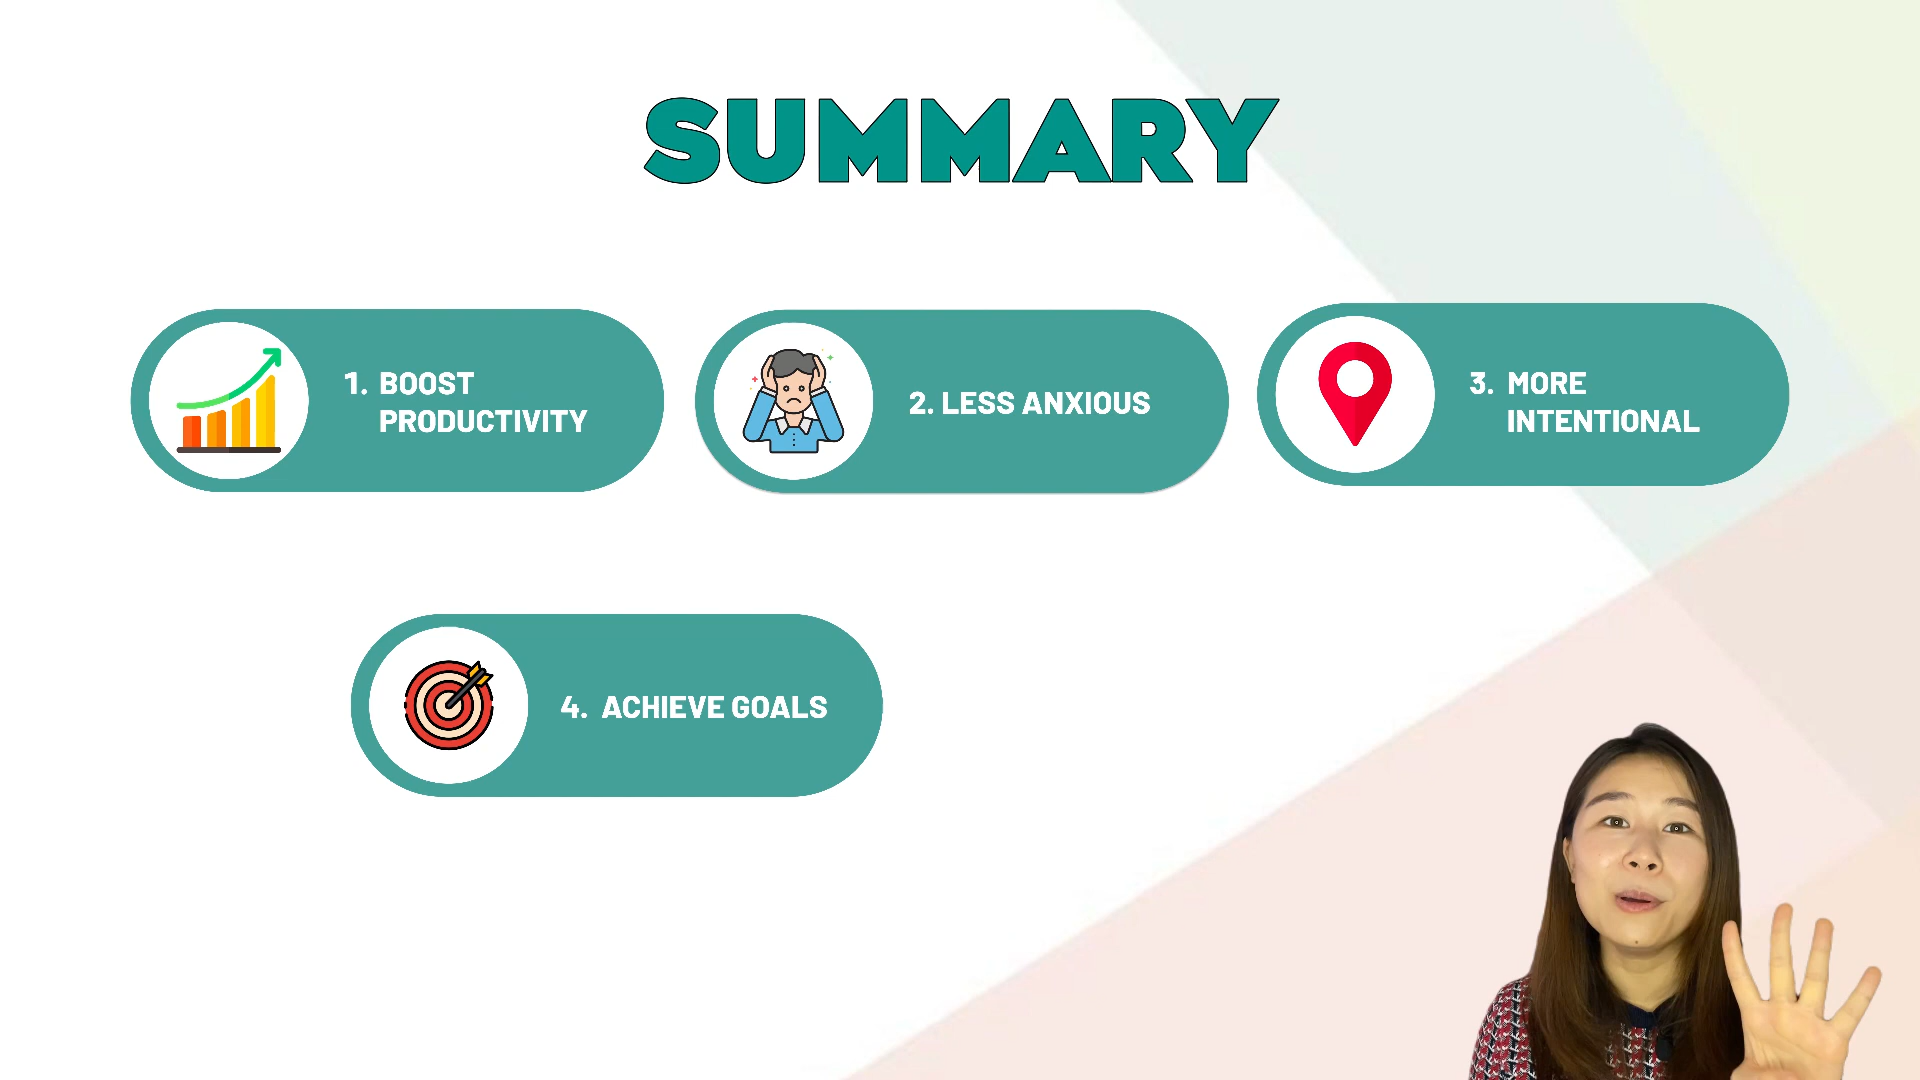 SUMMARY
1. BOOST
PRODUCTIVITY
2. LESS ANXIOUS
3. MORE
INTENTIONAL
4. ACHIEVE GOALS